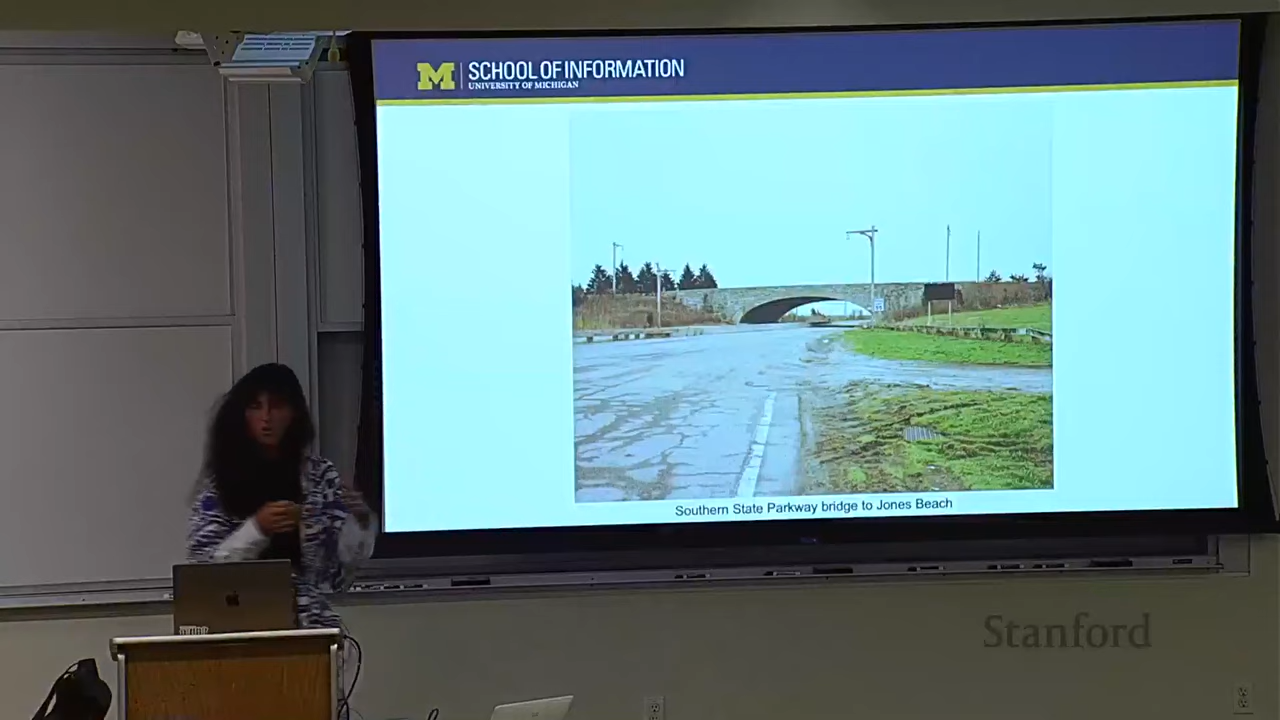 M
SCHOOL OF INFORMATION
UNIVERSITY OF MICHIGAN
Southern State Parkway bridge to Jones Beach
Stanford